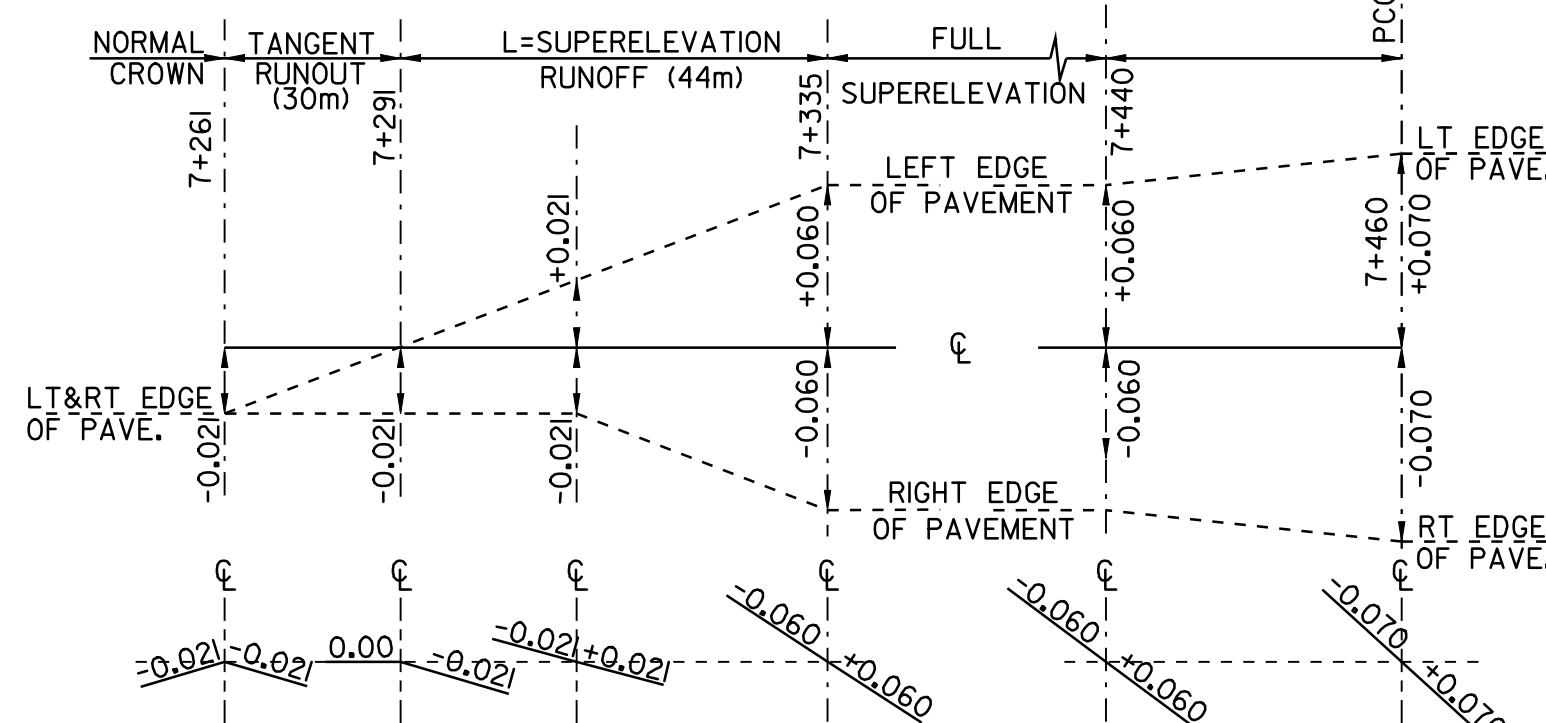 NORMAL
CROWN
TANGENT
RUNOUT
(30m)
L=SUPERELEVATION
RUNOFF (44m)
FULL
SUPERELEVATION
PCC
7+261
7+291
7+335
7+440
7+460
LEFT EDGE
OF PAVEMENT
LT EDGE
OF PAVE.
+0.021
+0.060
+0.060
+0.070
℄
LT&RT EDGE
OF PAVE.
-0.021
-0.021
-0.021
-0.060
-0.060
-0.070
RIGHT EDGE
OF PAVEMENT
RT EDGE
OF PAVE.
℄ ℄ ℄ ℄ ℄ ℄
-0.021 -0.021
0.00 -0.021
-0.021 +0.021
-0.060 +0.060
-0.060 +0.060
-0.070 +0.070